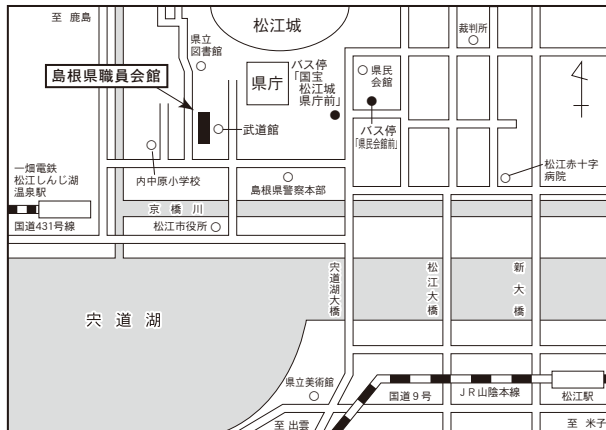 至 鹿島
松江城
県立
図書館
裁判所
島根県職員会館
県庁
バス停
「国宝
松江城
県庁前」
県民
会館
武道館
バス停
「県民会館前」
一畑電鉄
松江しんじ湖
温泉駅
内中原小学校
島根県警察本部
松江赤十字
病院
京橋川
国道431号線
松江市役所
宍道湖大橋
松江大橋
新大橋
宍道湖
県立美術館
国道9号
JR山陰本線
松江駅
至 出雲
至 米子